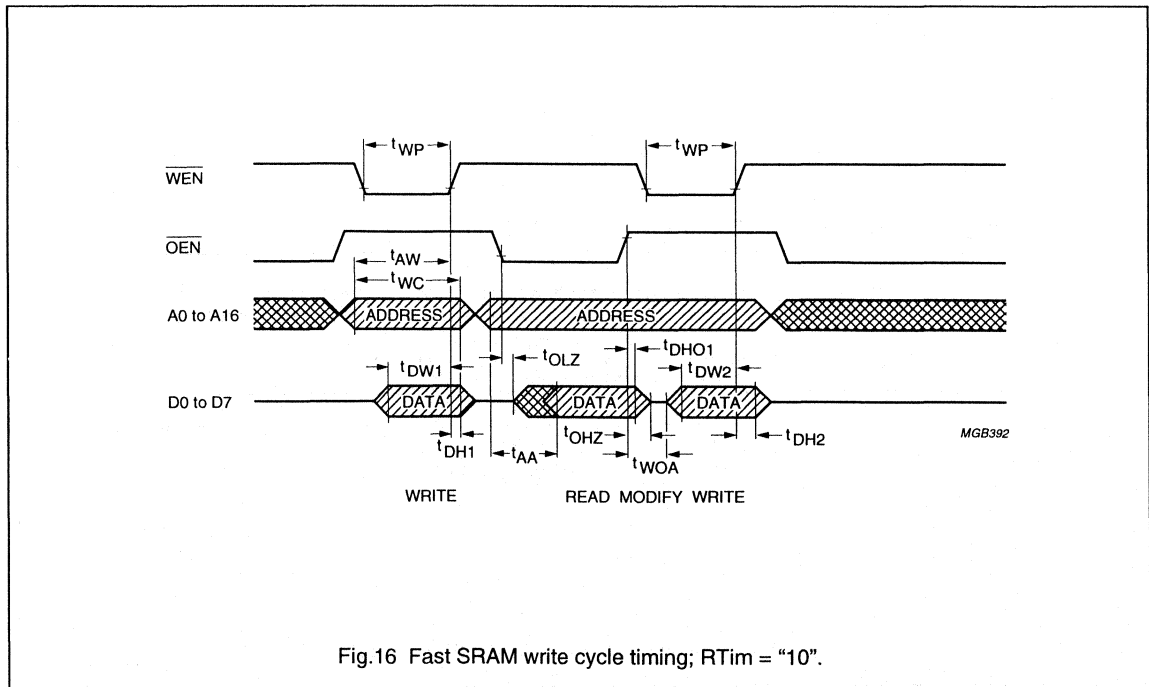 tWP
tWP
WEN
OEN
tAW
tWC
A0 to A16
ADDRESS
ADDRESS
tOLZ
tDHO1
tDW1
tDW2
D0 to D7
DATA
DATA
DATA
tDH1
tAA
tOHZ
tWOA
tDH2
MGB392
WRITE
READ MODIFY WRITE
Fig.16 Fast SRAM write cycle timing; RTim = “10”.